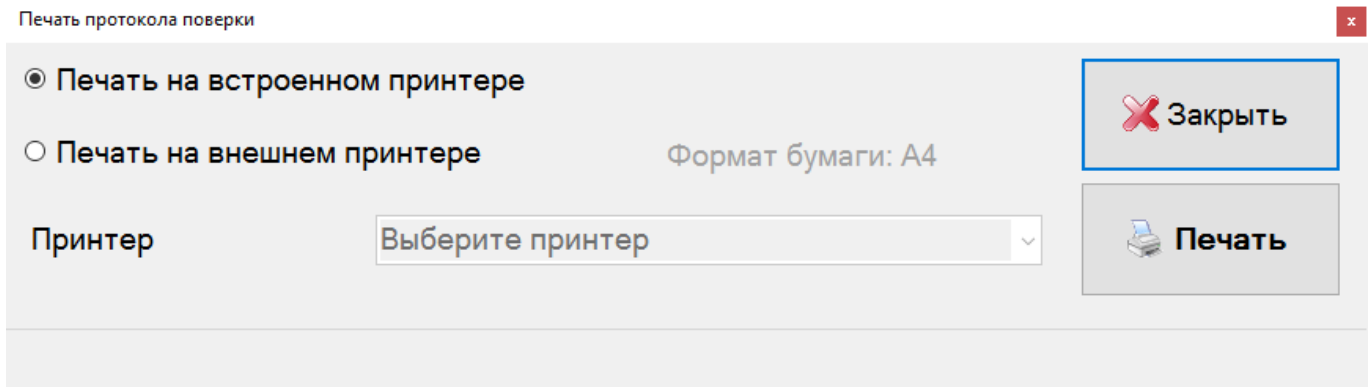 Печать протокола поверки
x
Печать на встроенном принтере
Закрыть
Печать на внешнем принтере
Формат бумаги: A4
Принтер
Выберите принтер
Печать